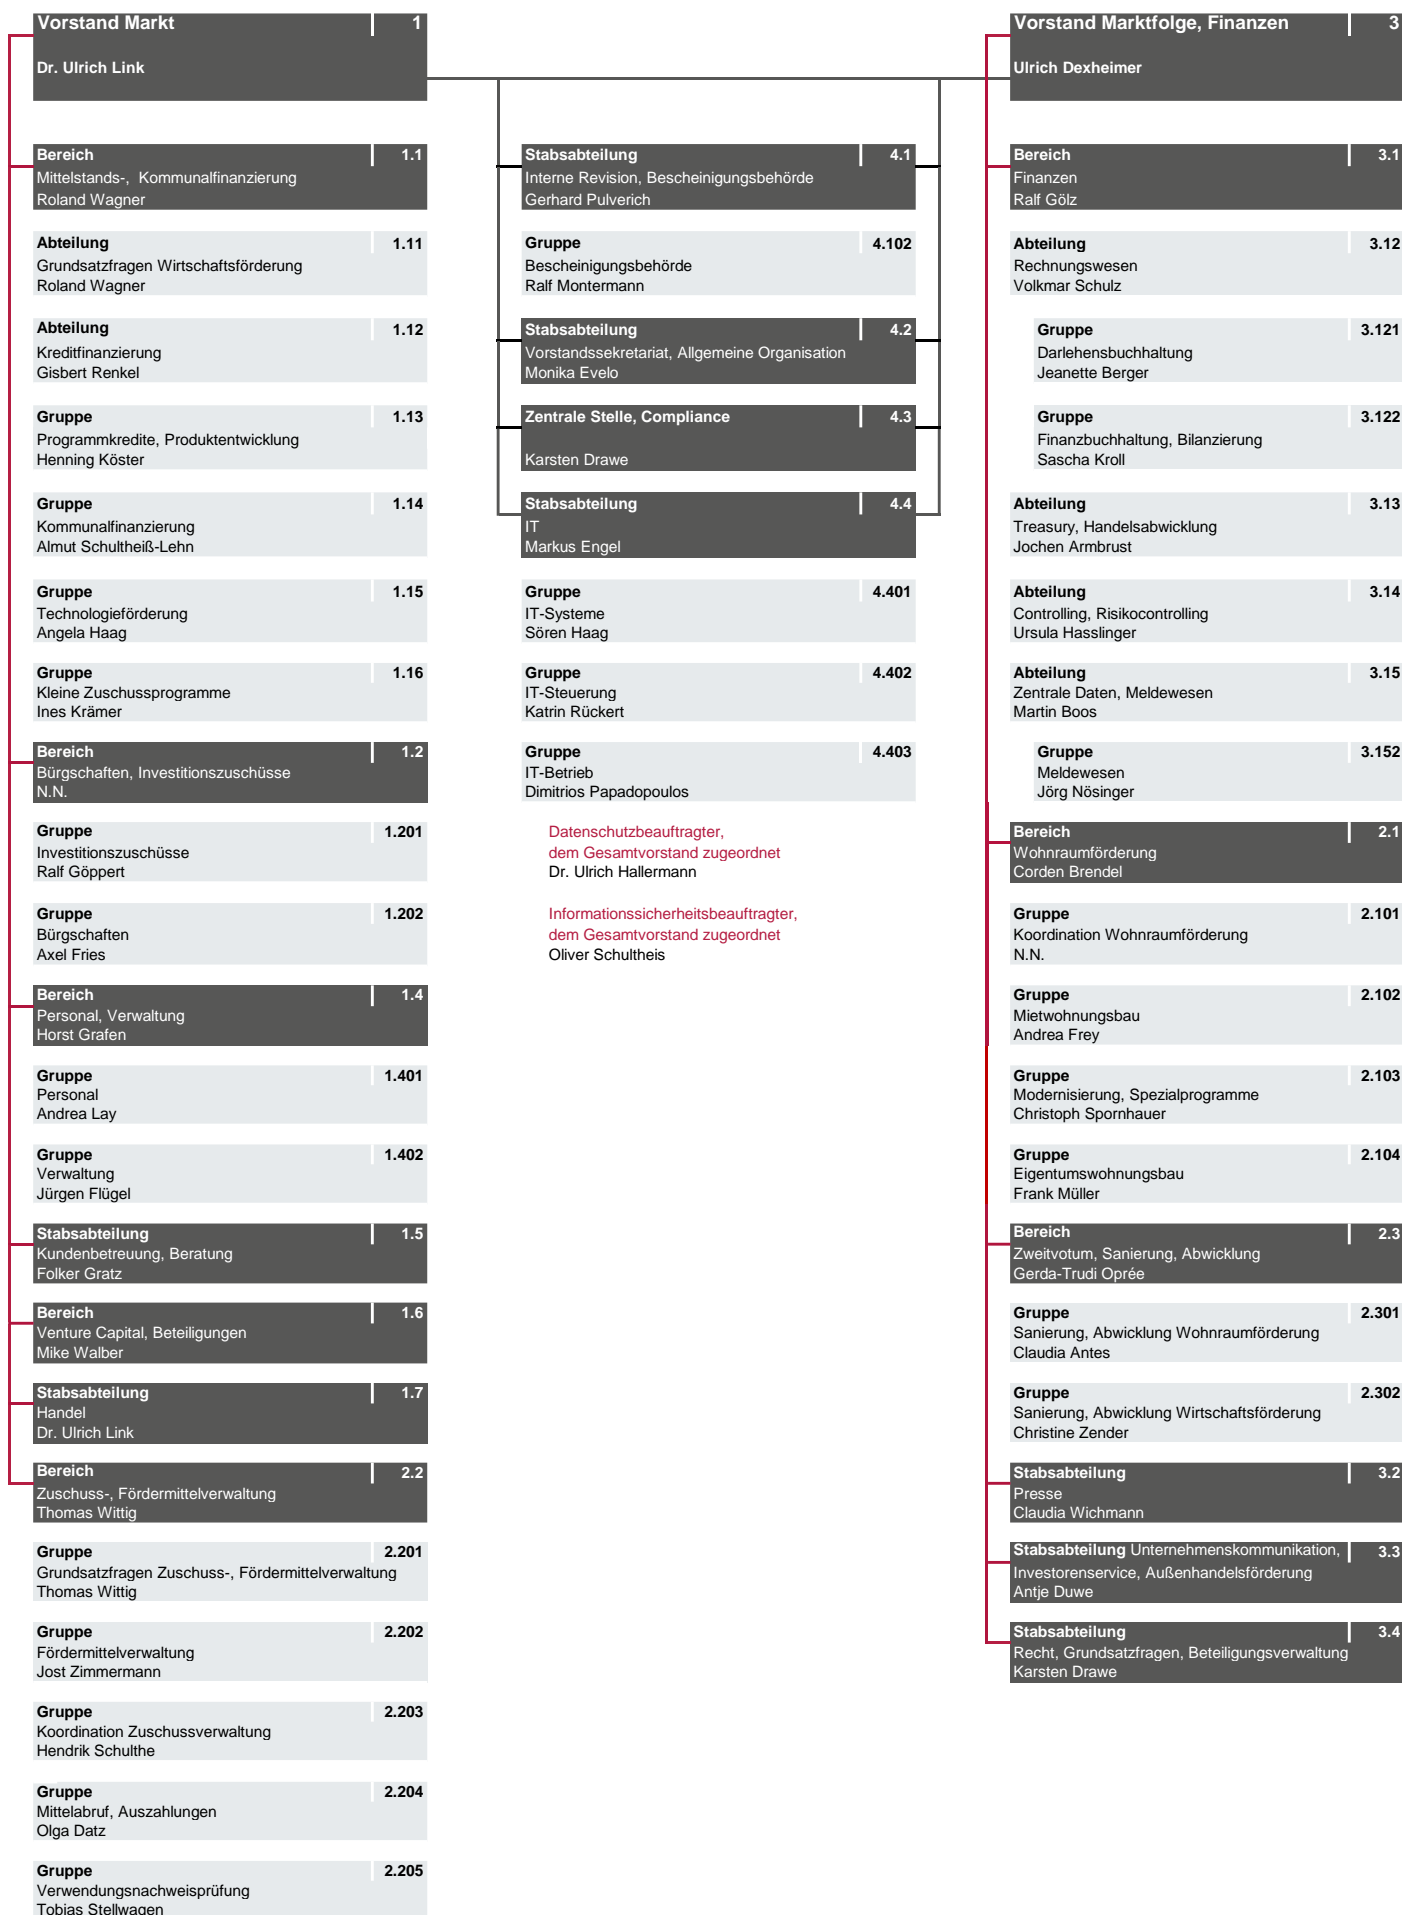 Vorstand Markt 1
Dr. Ulrich Link
Bereich 1.1
Mittelstands-, Kommunalfinanzierung
Roland Wagner
Abteilung 1.11
Grundsatzfragen Wirtschaftsförderung
Roland Wagner
Abteilung 1.12
Kreditfinanzierung
Gisbert Renkel
Gruppe 1.13
Programmkredite, Produktentwicklung
Henning Köster
Gruppe 1.14
Kommunalfinanzierung
Almut Schultheiß-Lehn
Gruppe 1.15
Technologieförderung
Angela Haag
Gruppe 1.16
Kleine Zuschussprogramme
Ines Krämer
Bereich 1.2
Bürgschaften, Investitionszuschüsse
N.N.
Gruppe 1.201
Investitionszuschüsse
Ralf Göppert
Gruppe 1.202
Bürgschaften
Axel Fries
Bereich 1.4
Personal, Verwaltung
Horst Grafen
Gruppe 1.401
Personal
Andrea Lay
Gruppe 1.402
Verwaltung
Jürgen Flügel
Stabsabteilung 1.5
Kundenbetreuung, Beratung
Folker Gratz
Bereich 1.6
Venture Capital, Beteiligungen
Mike Walber
Stabsabteilung 1.7
Handel
Dr. Ulrich Link
Bereich 2.2
Zuschuss-, Fördermittelverwaltung
Thomas Wittig
Gruppe 2.201
Grundsatzfragen Zuschuss-, Fördermittelverwaltung
Thomas Wittig
Gruppe 2.202
Fördermittelverwaltung
Jost Zimmermann
Gruppe 2.203
Koordination Zuschussverwaltung
Hendrik Schulthe
Gruppe 2.204
Mittelabruf, Auszahlungen
Olga Datz
Gruppe 2.205
Verwendungsnachweisprüfung
Tobias Stellwagen
Stabsabteilung 4.1
Interne Revision, Bescheinigungsbehörde
Gerhard Pulverich
Gruppe 4.102
Bescheinigungsbehörde
Ralf Montermann
Stabsabteilung 4.2
Vorstandssekretariat, Allgemeine Organisation
Monika Evelo
Zentrale Stelle, Compliance 4.3
Karsten Drawe
Stabsabteilung 4.4
IT
Markus Engel
Gruppe 4.401
IT-Systeme
Sören Haag
Gruppe 4.402
IT-Steuerung
Katrin Rückert
Gruppe 4.403
IT-Betrieb
Dimitrios Papadopoulos
Datenschutzbeauftragter,
dem Gesamtvorstand zugeordnet
Dr. Ulrich Hallermann
Informationssicherheitsbeauftragter,
dem Gesamtvorstand zugeordnet
Oliver Schultheis
Vorstand Marktfolge, Finanzen 3
Ulrich Dexheimer
Bereich 3.1
Finanzen
Ralf Gölz
Abteilung 3.12
Rechnungswesen
Volkmar Schulz
Gruppe 3.121
Darlehensbuchhaltung
Jeanette Berger
Gruppe 3.122
Finanzbuchhaltung, Bilanzierung
Sascha Kroll
Abteilung 3.13
Treasury, Handelsabwicklung
Jochen Armbrust
Abteilung 3.14
Controlling, Risikocontrolling
Ursula Hasslinger
Abteilung 3.15
Zentrale Daten, Meldewesen
Martin Boos
Gruppe 3.152
Meldewesen
Jörg Nösinger
Bereich 2.1
Wohnraumförderung
Corden Brendel
Gruppe 2.101
Koordination Wohnraumförderung
N.N.
Gruppe 2.102
Mietwohnungsbau
Andrea Frey
Gruppe 2.103
Modernisierung, Spezialprogramme
Christoph Spornhauer
Gruppe 2.104
Eigentumswohnungsbau
Frank Müller
Bereich 2.3
Zweitvotum, Sanierung, Abwicklung
Gerda-Trudi Oprée
Gruppe 2.301
Sanierung, Abwicklung Wohnraumförderung
Claudia Antes
Gruppe 2.302
Sanierung, Abwicklung Wirtschaftsförderung
Christine Zender
Stabsabteilung 3.2
Presse
Claudia Wichmann
Stabsabteilung Unternehmenskommunikation, 3.3
Investorenservice, Außenhandelsförderung
Antje Duwe
Stabsabteilung 3.4
Recht, Grundsatzfragen, Beteiligungsverwaltung
Karsten Drawe